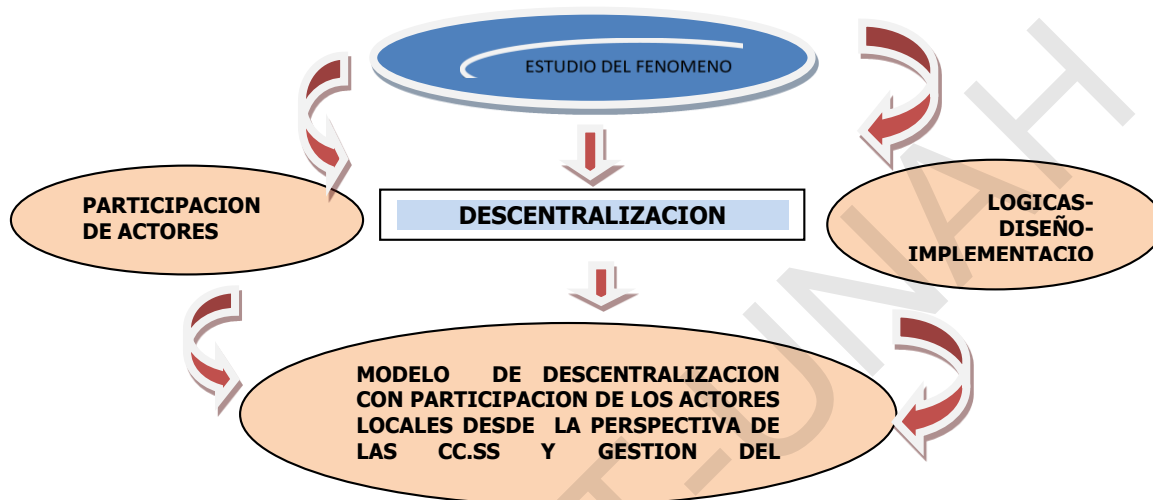 ESTUDIO DEL FENOMENO
PARTICIPACION
DE ACTORES
DESCENTRALIZACION
LOGICAS-
DISEÑO-
IMPLEMENTACIO
MODELO DE DESCENTRALIZACION
CON PARTICIPACION DE LOS ACTORES
LOCALES DESDE LA PERSPECTIVA DE
LAS CC.SS Y GESTION DEL
T-UNAH